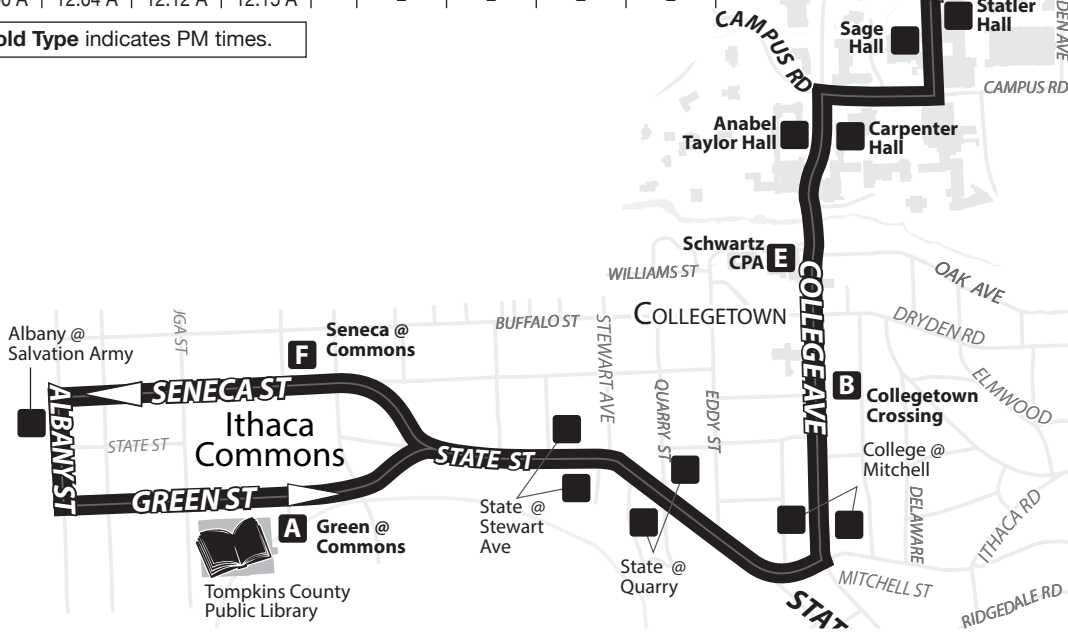 12:04 A | 12:12 A | 12:15 A | – | – | – | –
old Type indicates PM times.
CAMPUS RD
Statler
Hall
Sage
Hall
CAMPUS RD
Anabel
Taylor Hall
Carpenter
Hall
Schwartz
CPA
E
WILLIAMS ST
OAK AVE
COLLEGETOWN
COLLEGE AVE
DRYDEN RD
ELMWOOD
BUFFALO ST
STEWART AVE
QUARRY ST
EDDY ST
Albany @
Salvation Army
F
Seneca @
Commons
SENECA ST
ALBANY ST
STATE ST
Ithaca
Commons
STATE ST
GREEN ST
A
Green @
Commons
Tompkins County
Public Library
State @
Stewart
Ave
State @
Quarry
B
Collegetown
Crossing
College @
Mitchell
DELAWARE
ITHACA RD
MITCHELL ST
RIDGEDALE RD